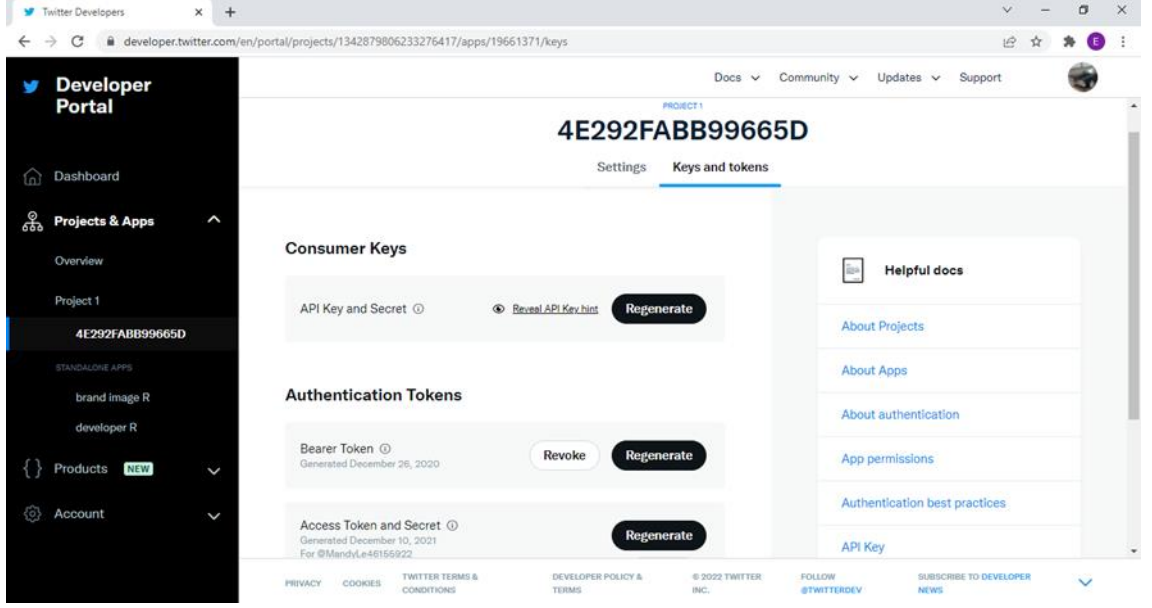 Twitter Developers
developer.twitter.com/en/portal/projects/1342879806233276417/apps/19661371/keys
E
Developer
Portal
Dashboard
Projects & Apps
Overview
Project 1
4E292FABB99665D
STANDALONE APPS
brand image R
developer R
{ } Products NEW
Account
Docs Community Updates Support
PROJECT 1
4E292FABB99665D
Settings Keys and tokens
Consumer Keys
API Key and Secret Reveal API Key hint Regenerate
Authentication Tokens
Bearer Token
Generated December 26, 2020
Revoke Regenerate
Access Token and Secret
Generated December 10, 2021
For @MandyLe46156922
Regenerate
Helpful docs
About Projects
About Apps
About authentication
App permissions
Authentication best practices
API Key
PRIVACY COOKIES TWITTER TERMS &
CONDITIONS
DEVELOPER POLICY &
TERMS
© 2022 TWITTER
INC.
FOLLOW
@TWITTERDEV
SUBSCRIBE TO DEVELOPER
NEWS